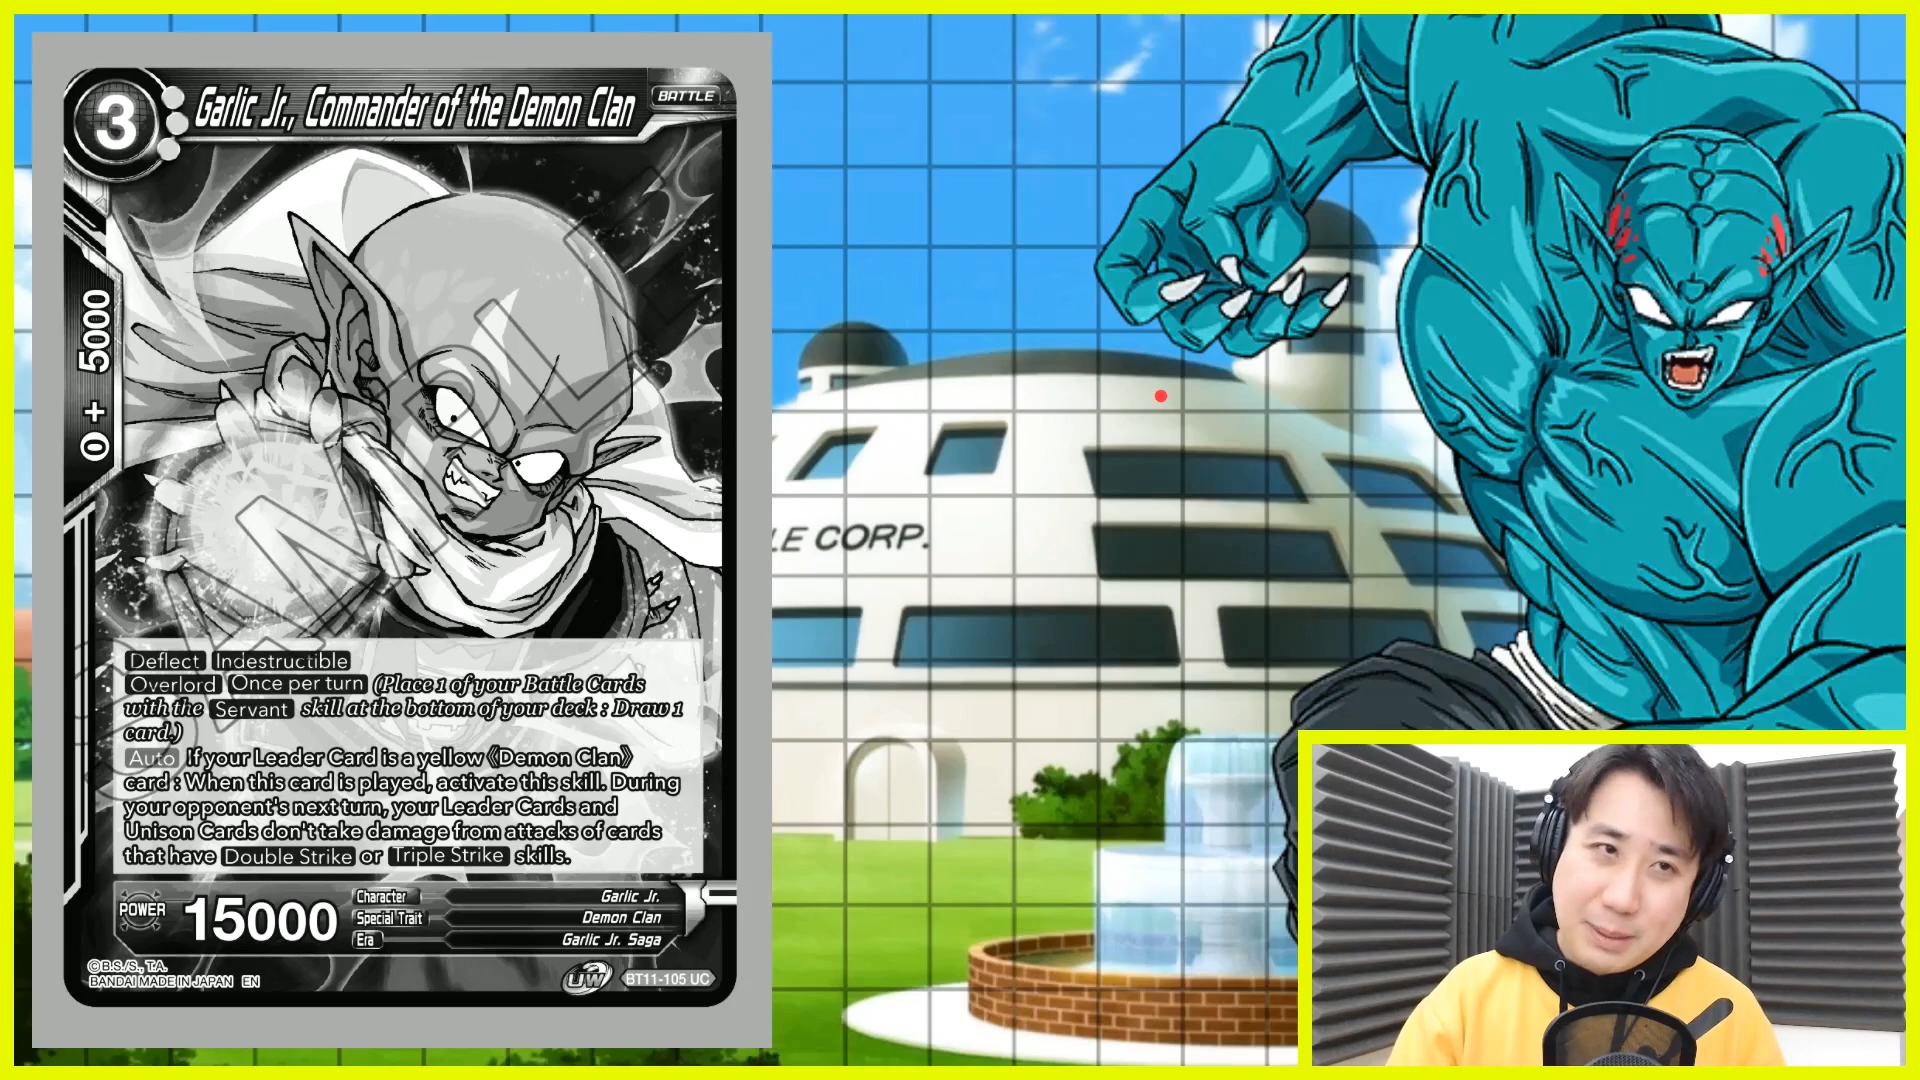 3
Garlic Jr., Commander of the Demon Clan
BATTLE
0 + 5000
SAMPLE
Deflect Indestructible
Overlord Once per turn (Place 1 of your Battle Cards
with the Servant skill at the bottom of your deck : Draw 1
card.)
Auto If your Leader Card is a yellow《Demon Clan》
card : When this card is played, activate this skill. During
your opponent's next turn, your Leader Cards and
Unison Cards don't take damage from attacks of cards
that have Double Strike or Triple Strike skills.
POWER 15000
Character Garlic Jr.
Special Trait Demon Clan
Era Garlic Jr. Saga
©B.S./S., T.A.
BANDAI MADE IN JAPAN EN
UW
BT11-105 UC
LE CORP.